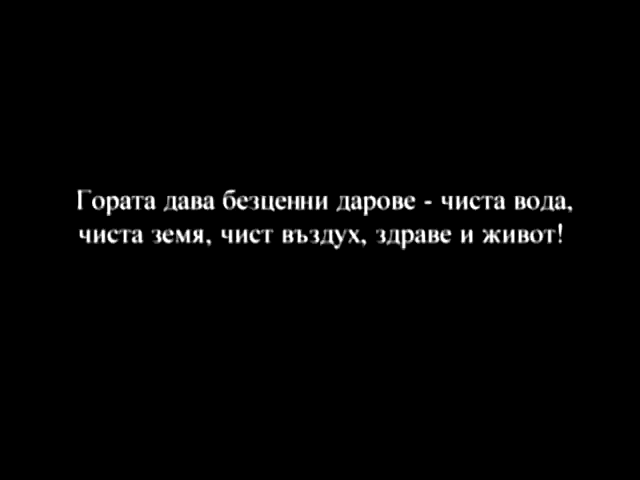 Гората дава безценни дарове - чиста вода,
чиста земя, чист въздух, здраве и живот!